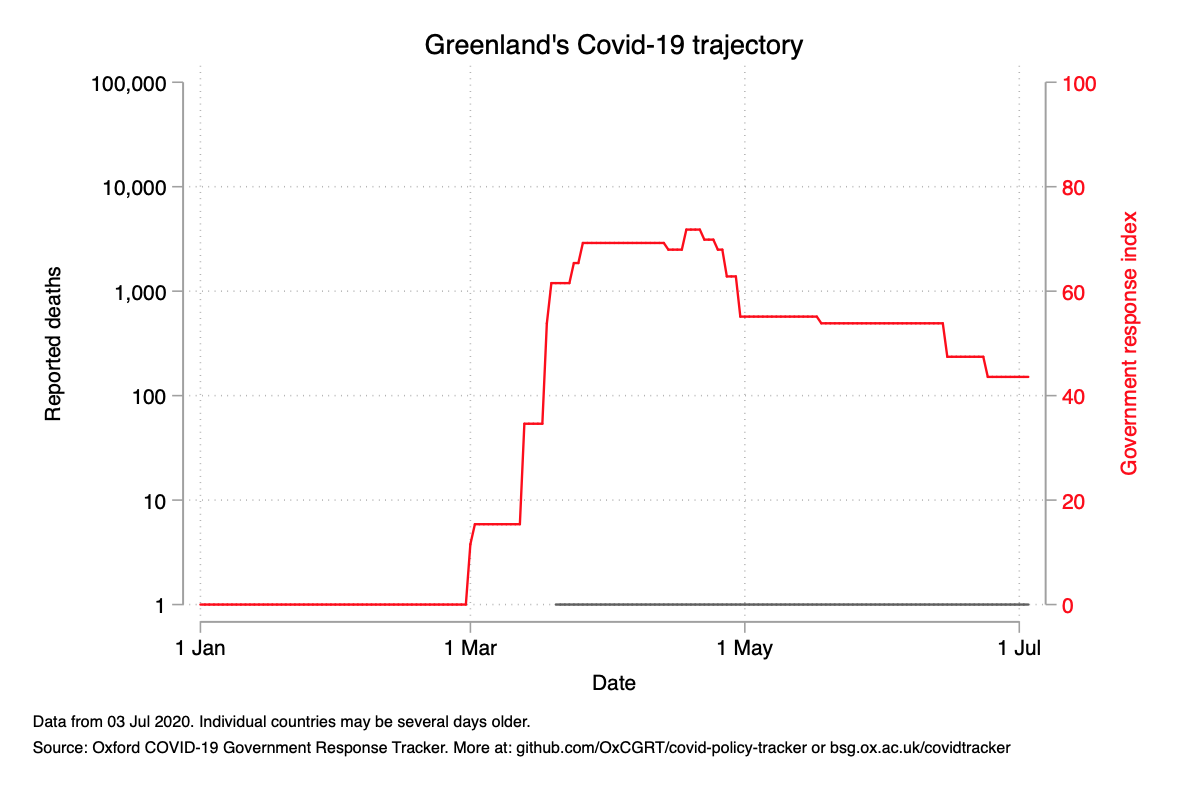 Greenland's Covid-19 trajectory
100,000
10,000
1,000
100
10
1
Reported deaths
100
80
60
40
20
0
Government response index
1 Jan
1 Mar
1 May
1 Jul
Date
Data from 03 Jul 2020. Individual countries may be several days older.
Source: Oxford COVID-19 Government Response Tracker. More at: github.com/OxCGRT/covid-policy-tracker or bsg.ox.ac.uk/covidtracker